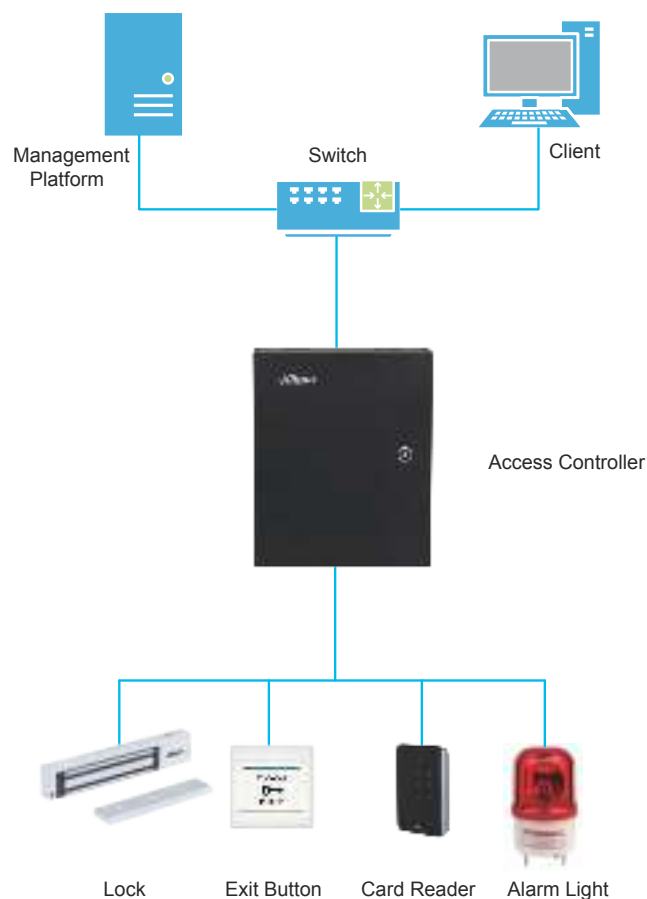 Management
Platform
Switch
Client
Access Controller
Lock
Exit Button
Card Reader
Alarm Light